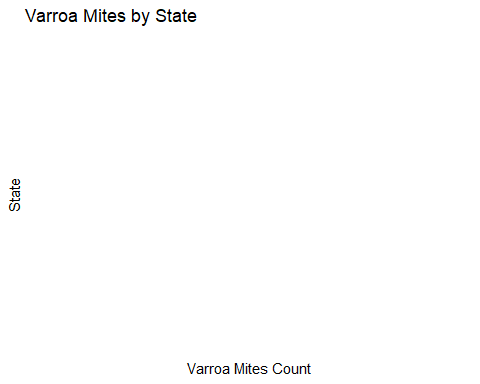 Varroa Mites by State
State
Varroa Mites Count